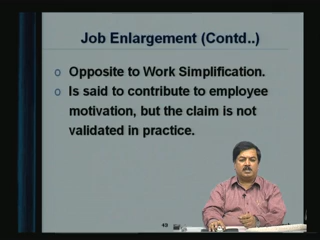 Job Enlargement (Contd..)
o Opposite to Work Simplification.
o Is said to contribute to employee
motivation, but the claim is not
validated in practice.
49